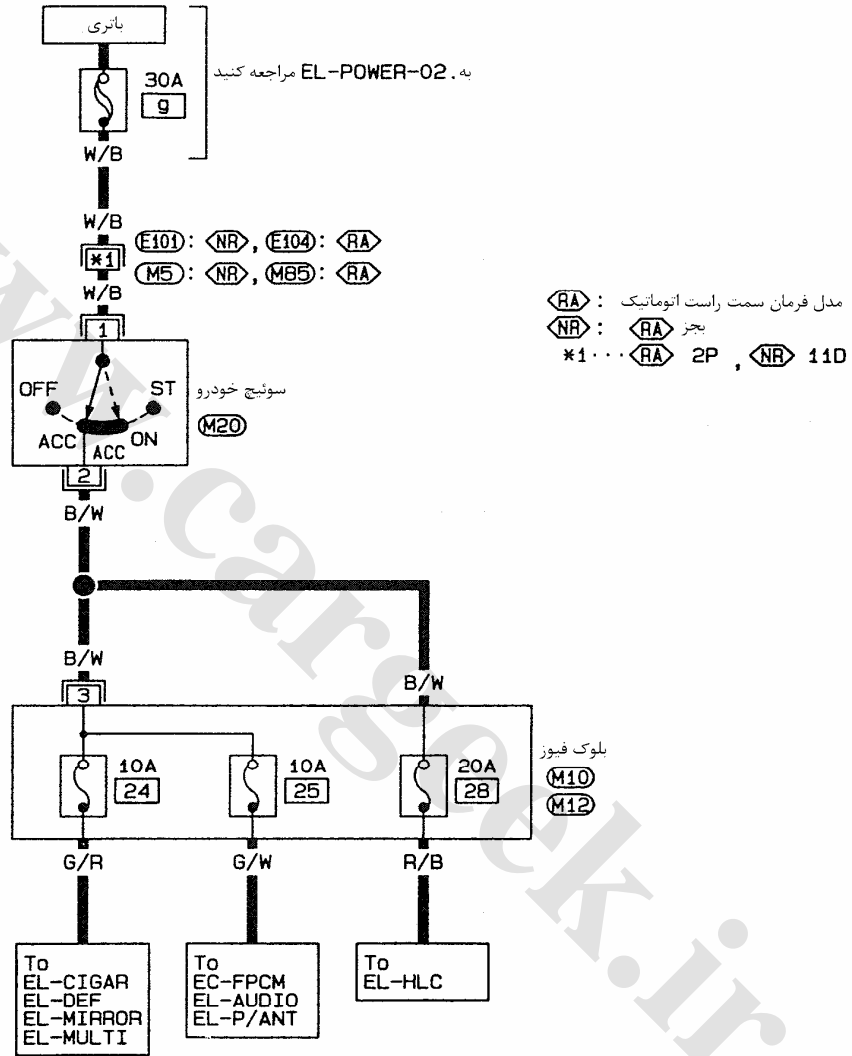 باتری
30A
g
به .EL-POWER-02 مراجعه کنید
W/B
W/B
*1
E101 : NR , E104 : RA
M5 : NR , M85 : RA
W/B
1
RA : مدل فرمان سمت راست اتوماتیک
NR : بجز RA
*1··· RA 2P , NR 11D
OFF
ST
ACC
ACC
ON
سوئیچ خودرو
M20
2
B/W
B/W
3
B/W
10A
24
10A
25
20A
28
بلوک فیوز
M10
M12
G/R
G/W
R/B
To
EL-CIGAR
EL-DEF
EL-MIRROR
EL-MULTI
To
EC-FPCM
EL-AUDIO
EL-P/ANT
To
EL-HLC
www.cargeek.ir